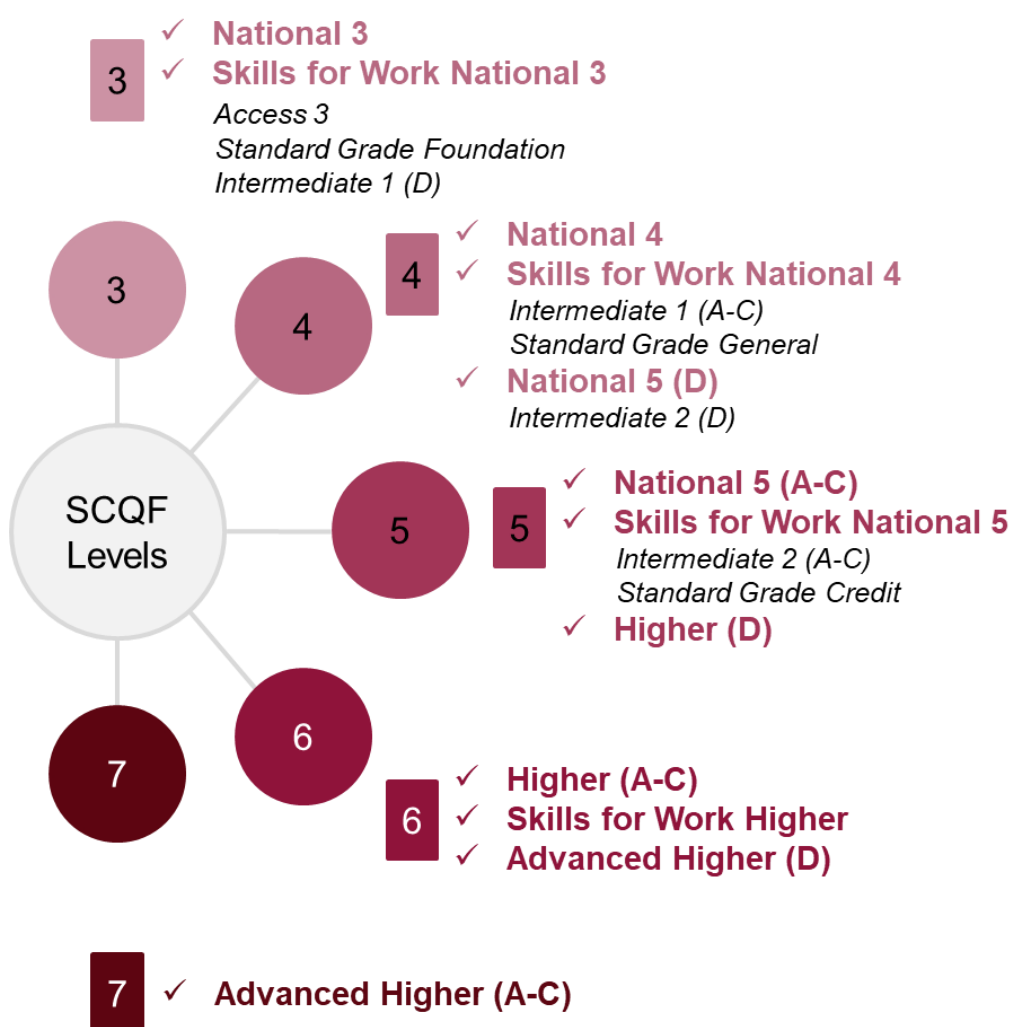 3
✓ National 3
✓ Skills for Work National 3
Access 3
Standard Grade Foundation
Intermediate 1 (D)
3
4
4
✓ National 4
✓ Skills for Work National 4
Intermediate 1 (A-C)
Standard Grade General
✓ National 5 (D)
Intermediate 2 (D)
SCQF
Levels
5
5
✓ National 5 (A-C)
✓ Skills for Work National 5
Intermediate 2 (A-C)
Standard Grade Credit
✓ Higher (D)
7
6
6
✓ Higher (A-C)
✓ Skills for Work Higher
✓ Advanced Higher (D)
7
✓ Advanced Higher (A-C)